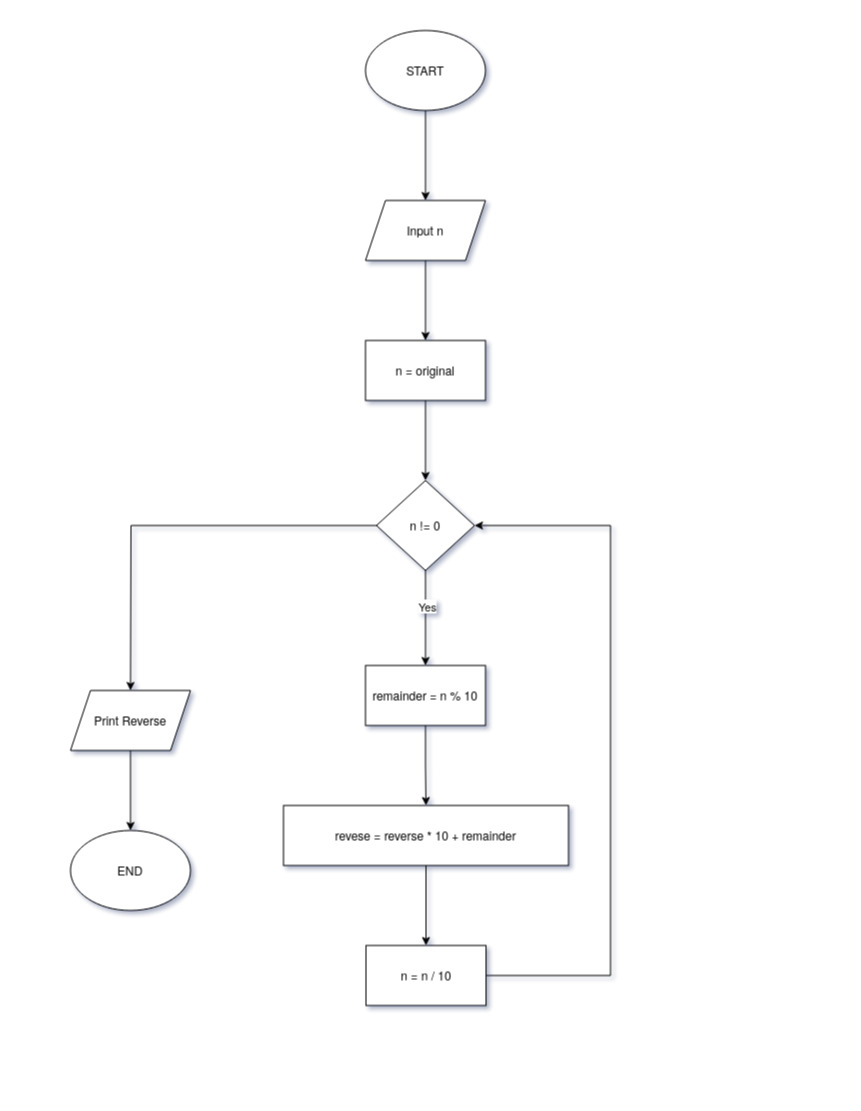 START
Input n
n = original
n != 0
Yes
remainder = n % 10
Print Reverse
revese = reverse * 10 + remainder
END
n = n / 10